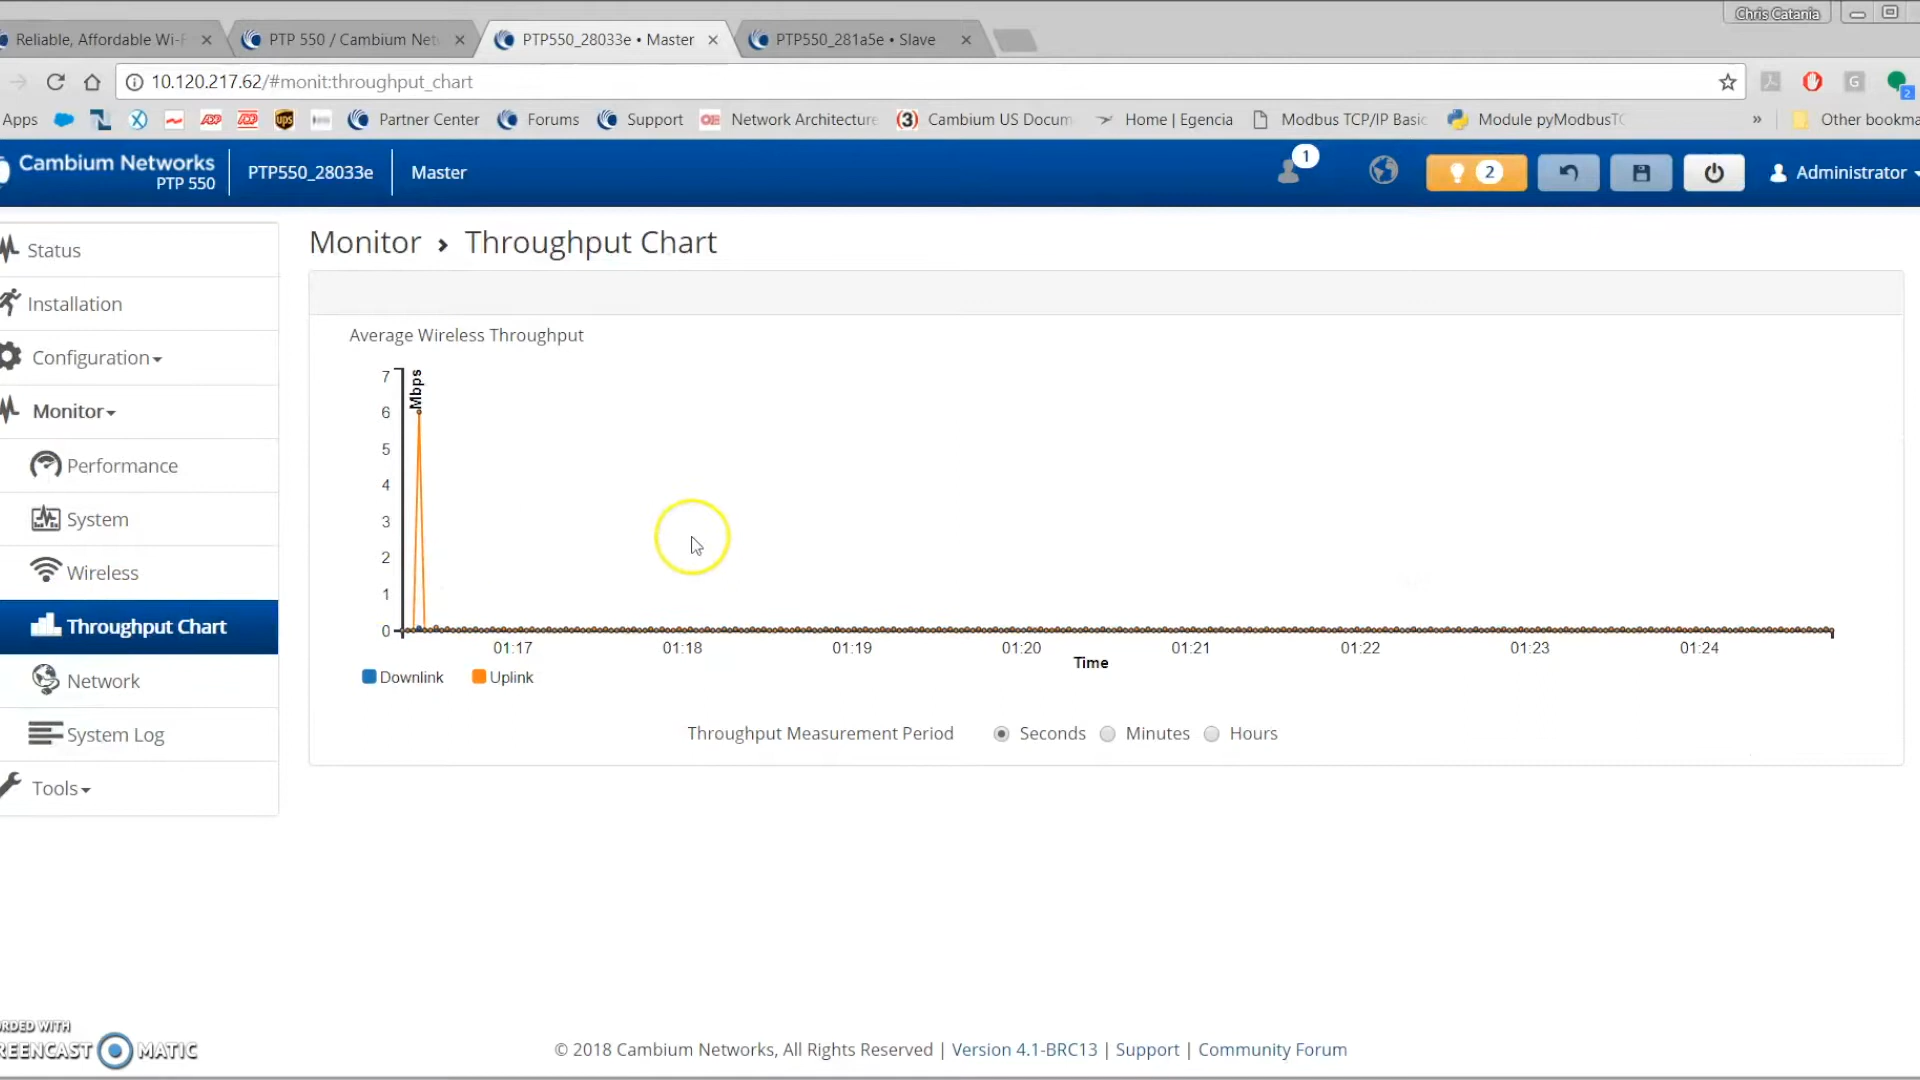 Chris Catania
Reliable, Affordable Wi-F
PTP 550 / Cambium Net
PTP550_28033e • Master
PTP550_281a5e • Slave
10.120.217.62/#monit:throughput_chart
Apps
Partner Center
Forums
Support
Network Architecture
Cambium US Docum
Home | Egencia
Modbus TCP/IP Basic
Module pyModbusTC
»
Other bookma
Cambium Networks
PTP 550
PTP550_28033e
Master
1
2
Administrator
Status
Installation
Configuration
Monitor
Performance
System
Wireless
Throughput Chart
Network
System Log
Tools
Monitor › Throughput Chart
Average Wireless Throughput
Mbps
7
6
5
4
3
2
1
0
01:17 01:18 01:19 01:20 01:21 01:22 01:23 01:24
Time
Downlink Uplink
Throughput Measurement Period Seconds Minutes Hours
© 2018 Cambium Networks, All Rights Reserved | Version 4.1-BRC13 | Support | Community Forum
RDED WITH
REENCAST MATIC